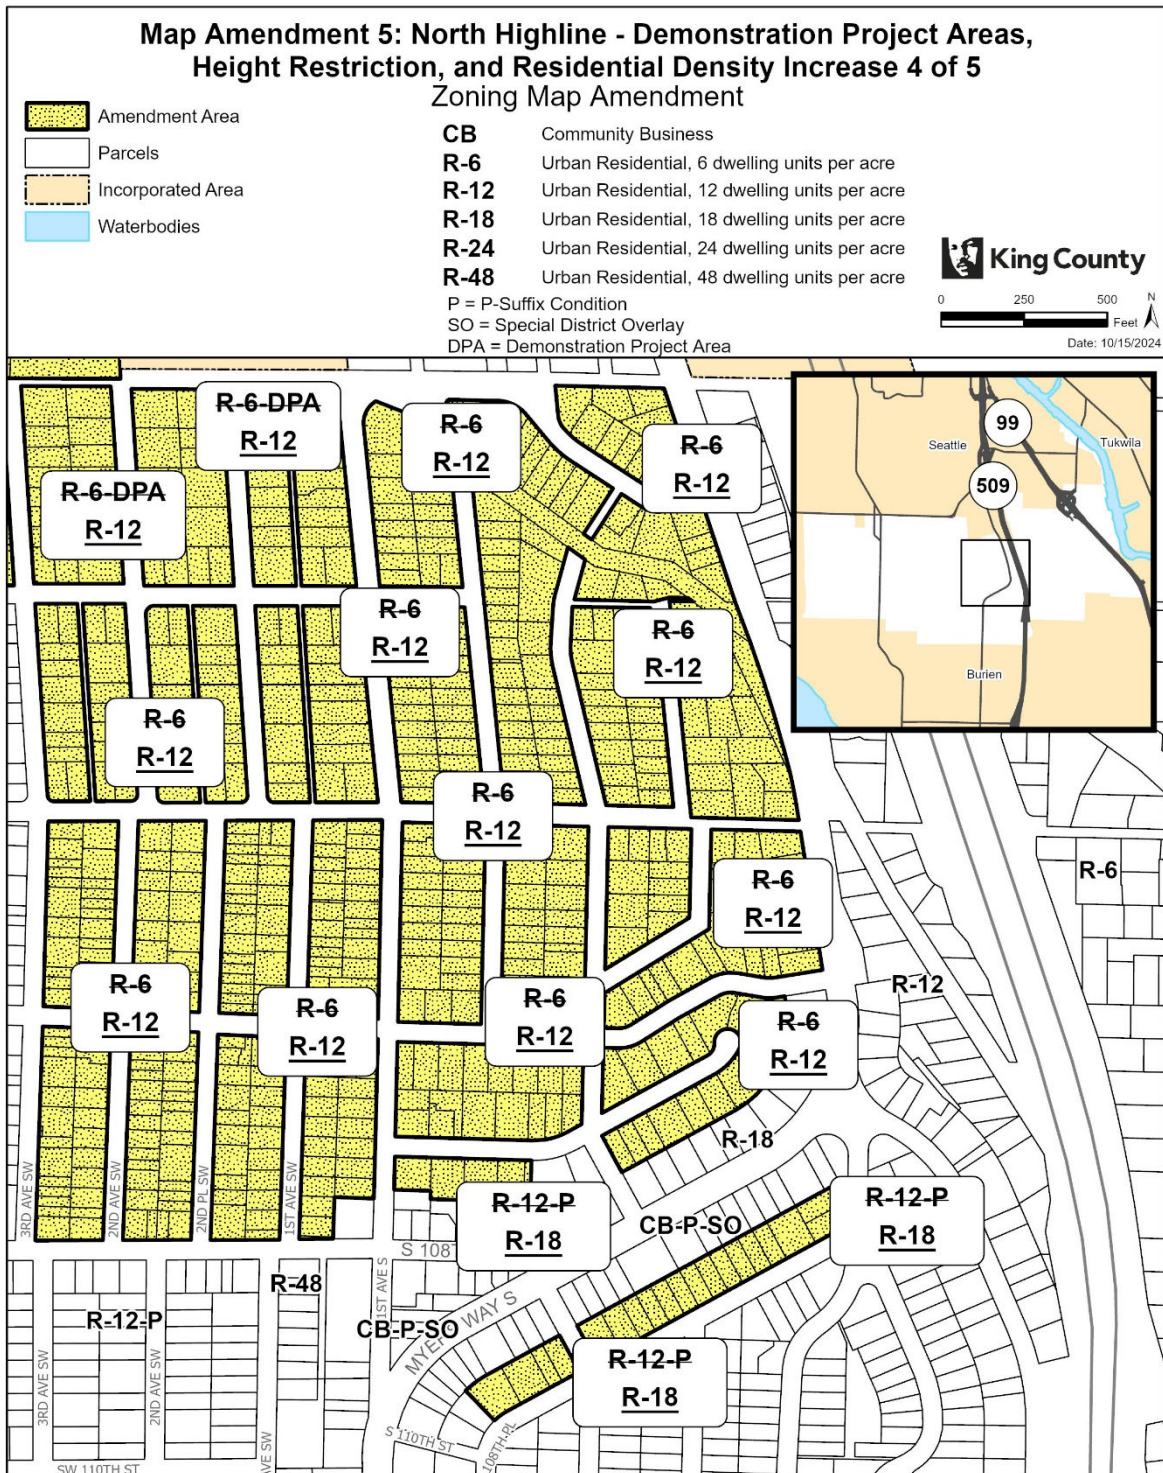 Map Amendment 5: North Highline - Demonstration Project Areas,
Height Restriction, and Residential Density Increase 4 of 5
Zoning Map Amendment
Amendment Area
Parcels
Incorporated Area
Waterbodies
CB Community Business
R-6 Urban Residential, 6 dwelling units per acre
R-12 Urban Residential, 12 dwelling units per acre
R-18 Urban Residential, 18 dwelling units per acre
R-24 Urban Residential, 24 dwelling units per acre
R-48 Urban Residential, 48 dwelling units per acre
P = P-Suffix Condition
SO = Special District Overlay
DPA = Demonstration Project Area
King County
0 250 500
Feet
N
Date: 10/15/2024
R-6-DPA
R-12
R-6
R-12
R-6
R-12
R-6-DPA
R-12
99
Seattle
Tukwila
509
Burien
R-6
R-12
R-6
R-12
R-6
R-12
R-6
R-12
R-6
R-12
R-6
R-6
R-12
R-6
R-12
R-6
R-12
R-12
R-6
R-12
R-18
3RD AVE SW
2ND AVE SW
2ND PL SW
1ST AVE SW
R-12-P
R-18
CB-P-SO
R-12-P
R-18
S 108
R-48
1ST AVE S
R-12-P
CB-P-SO
MYERS WAY S
R-12-P
R-18
3RD AVE SW
2ND AVE SW
AVE SW
S 110TH ST
108TH PL
SW 110TH ST